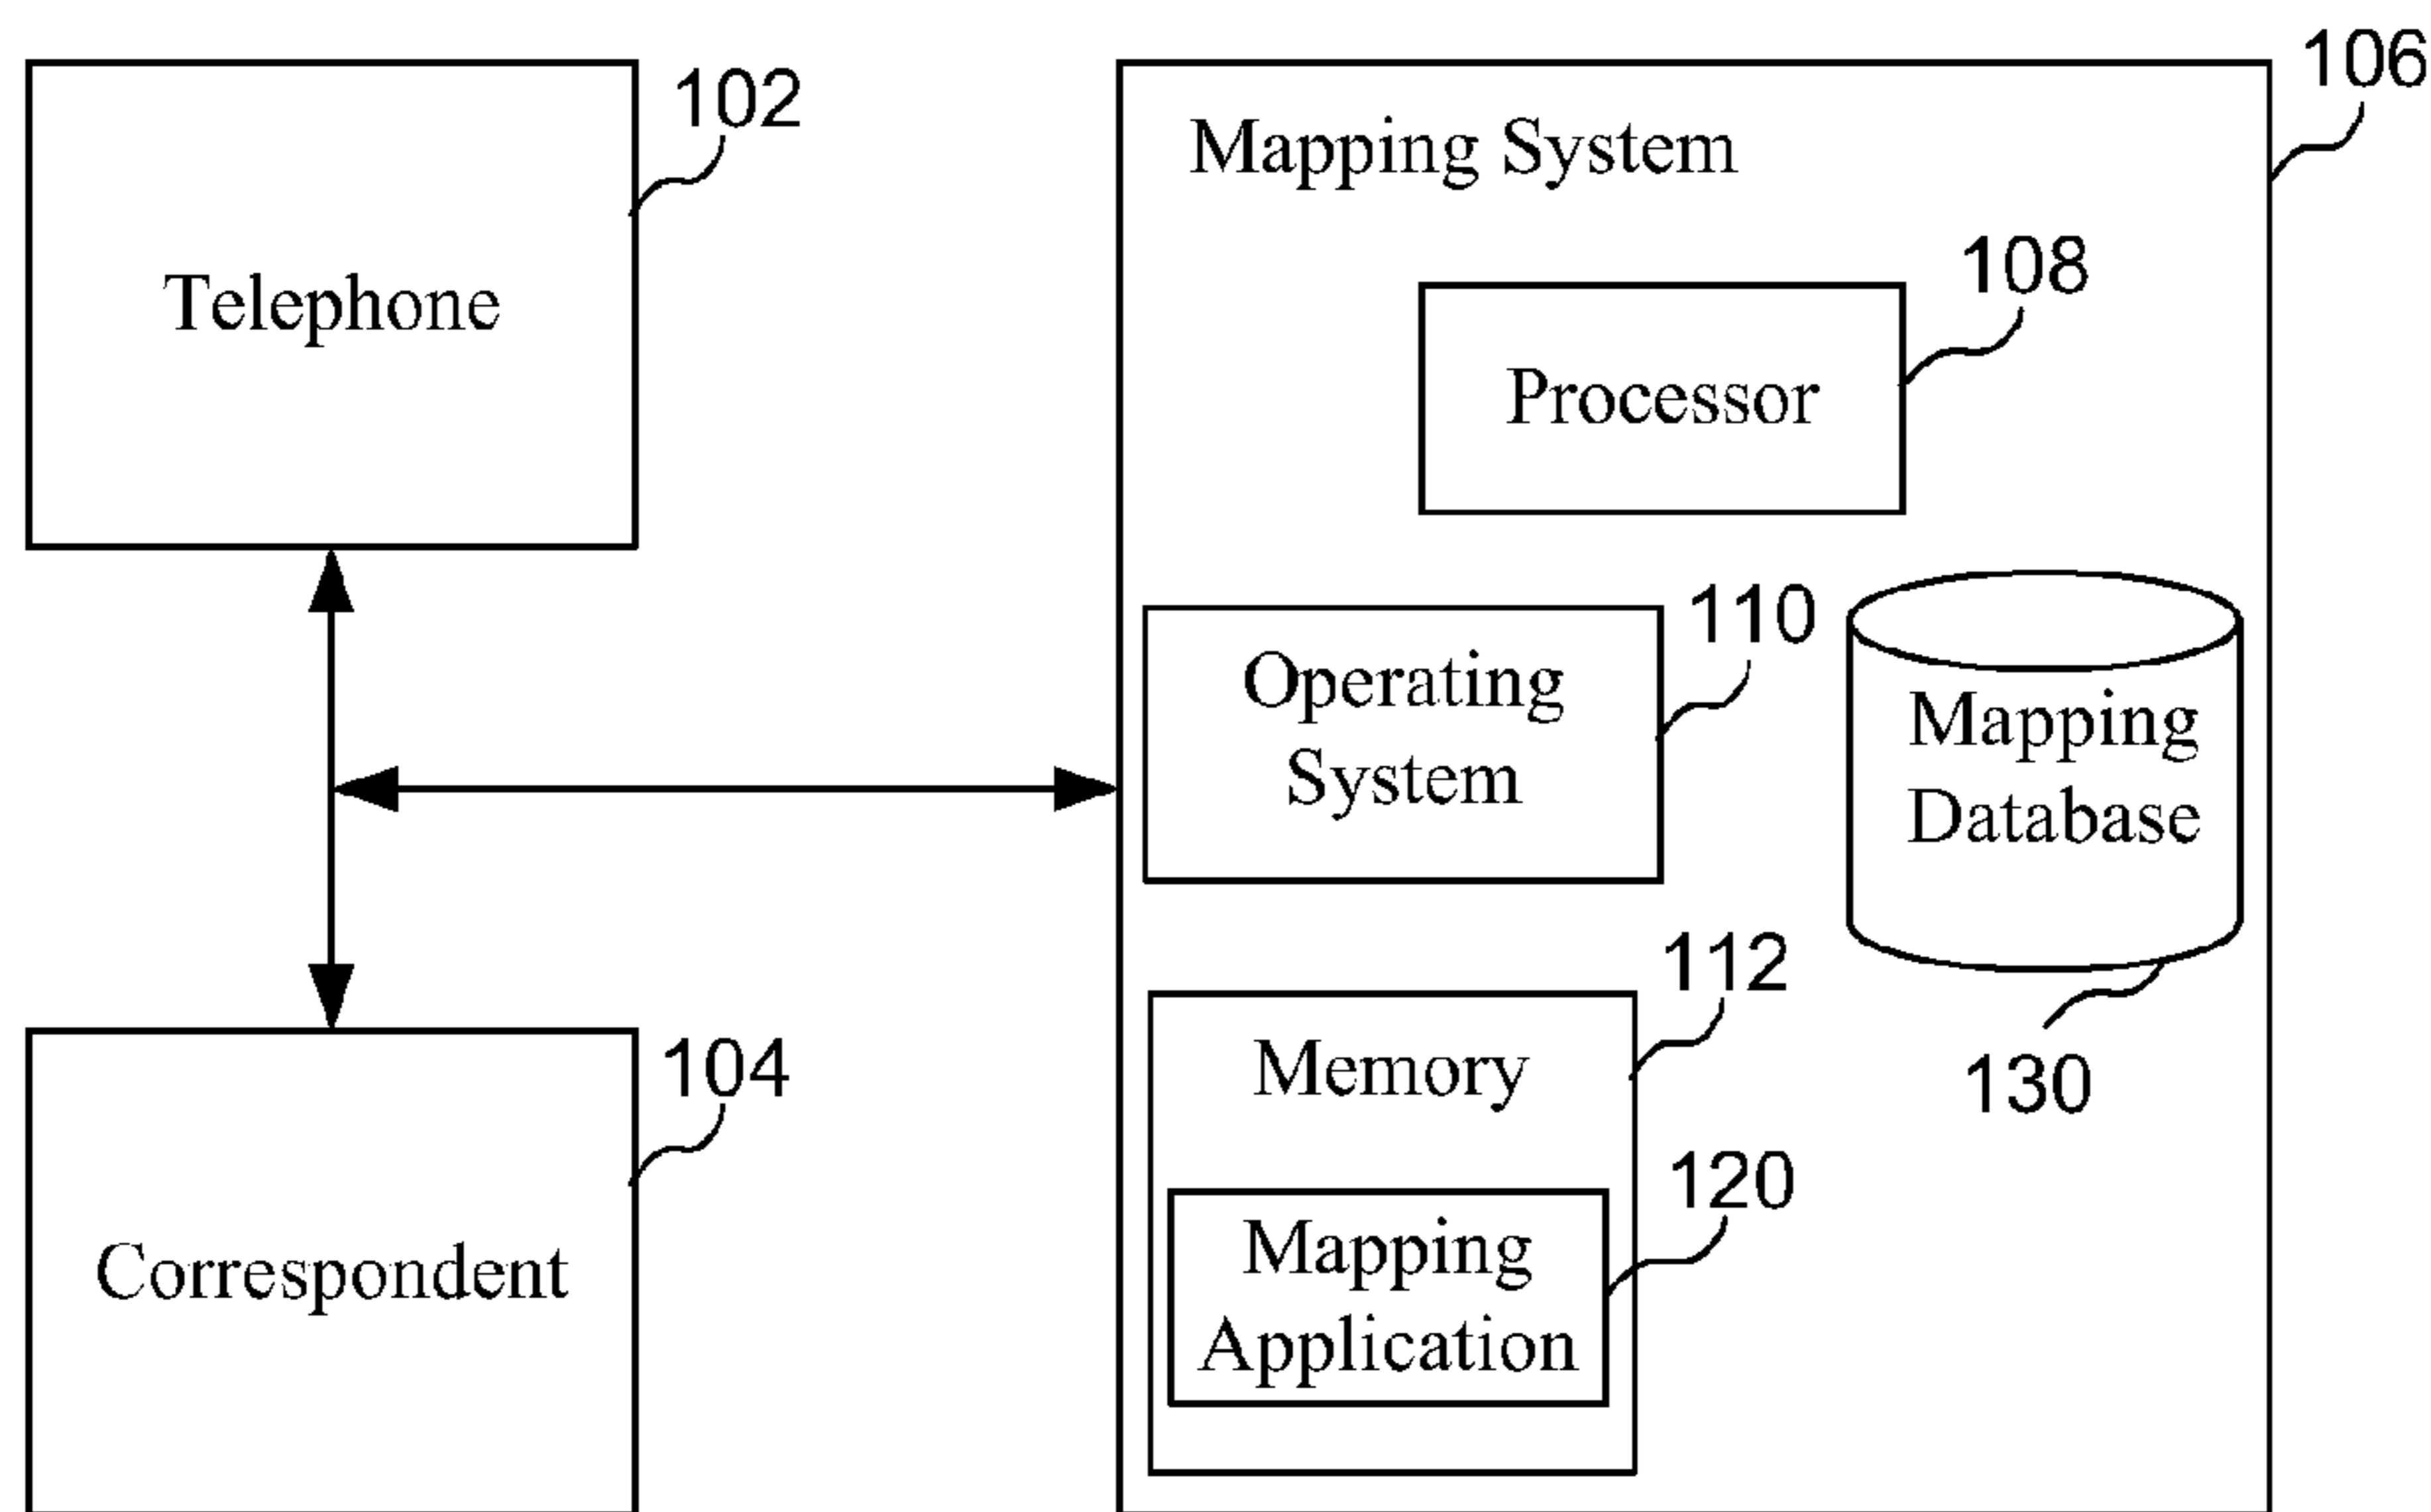 106
102
Mapping System
108
Telephone
Processor
110
Operating
System
Mapping
Database
112
104
Memory
130
120
Correspondent
Mapping
Application